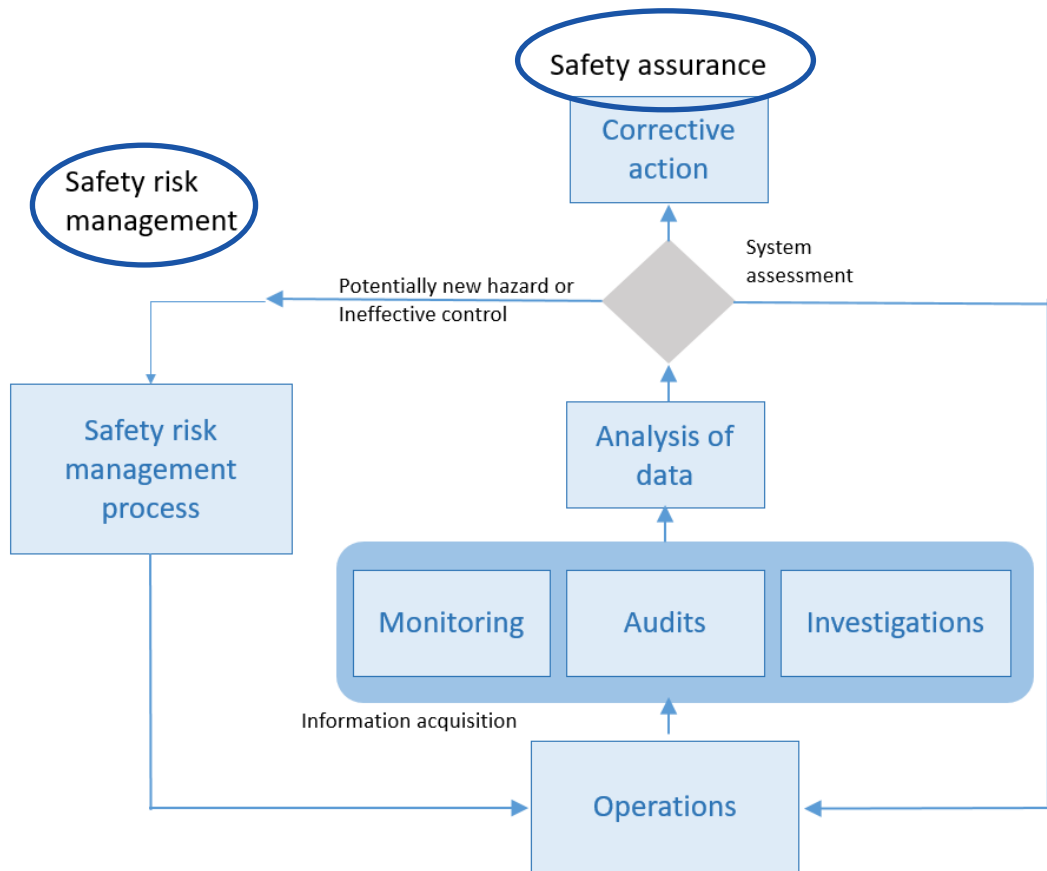 Safety assurance
Corrective
action
Safety risk
management
System
assessment
Potentially new hazard or
Ineffective control
Safety risk
management
process
Analysis of
data
Monitoring
Audits
Investigations
Information acquisition
Operations